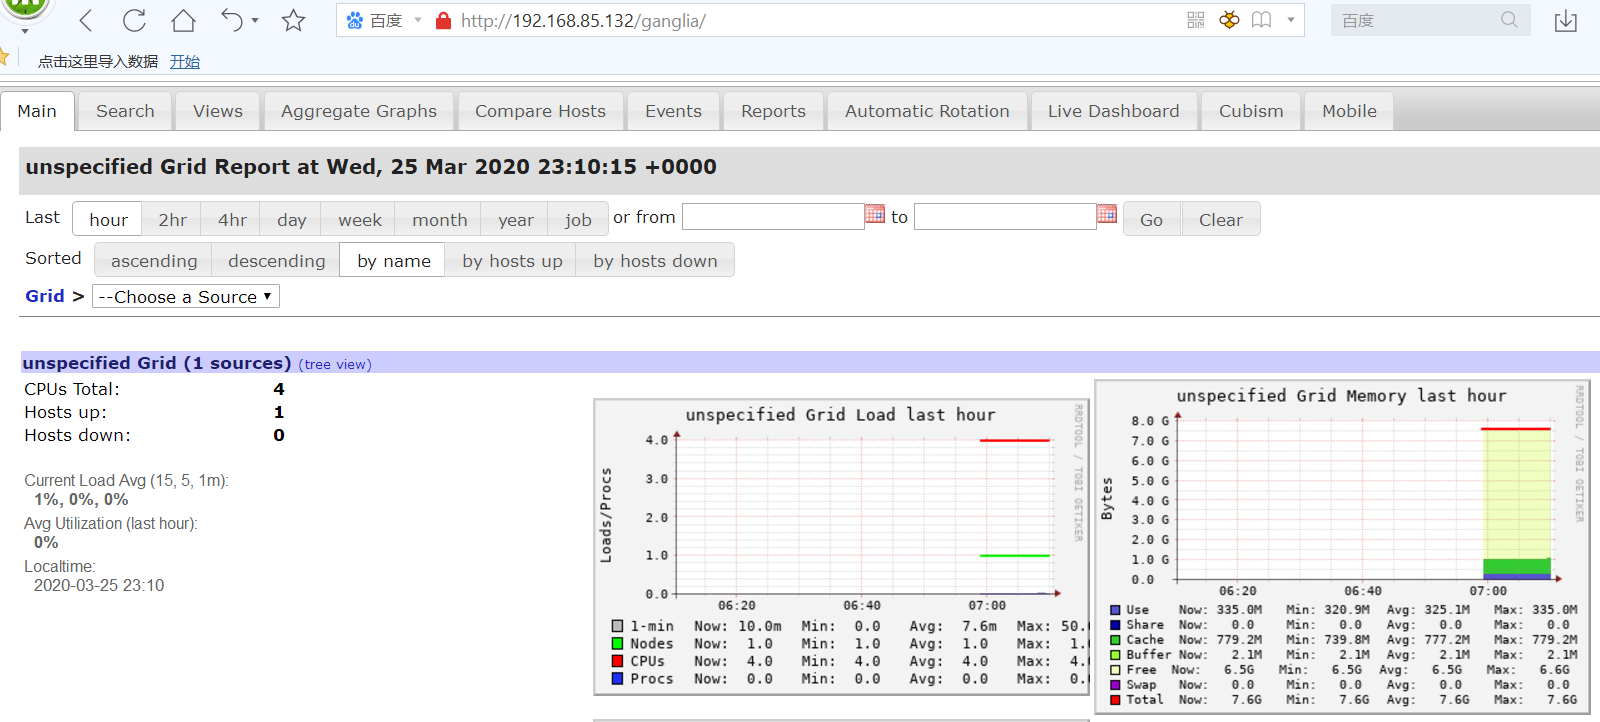 百度 http://192.168.85.132/ganglia/ 百度
点击这里导入数据 开始
Main Search Views Aggregate Graphs Compare Hosts Events Reports Automatic Rotation Live Dashboard Cubism Mobile
unspecified Grid Report at Wed, 25 Mar 2020 23:10:15 +0000
Last hour 2hr 4hr day week month year job or from to Go Clear
Sorted ascending descending by name by hosts up by hosts down
Grid > --Choose a Source
unspecified Grid (1 sources) (tree view)
CPUs Total: 4
Hosts up: 1
Hosts down: 0
Current Load Avg (15, 5, 1m):
1%, 0%, 0%
Avg Utilization (last hour):
0%
Localtime:
2020-03-25 23:10
unspecified Grid Load last hour
RRDTOOL / TOBI OETIKER
Loads/Procs
4.0
3.0
2.0
1.0
0.0
06:20 06:40 07:00
1-min Now: 10.0m Min: 0.0 Avg: 7.6m Max: 50.
Nodes Now: 1.0 Min: 1.0 Avg: 1.0 Max: 1.
CPUs Now: 4.0 Min: 4.0 Avg: 4.0 Max: 4.
Procs Now: 0.0 Min: 0.0 Avg: 0.0 Max: 0.
unspecified Grid Memory last hour
RRDTOOL / TOBI OETIKER
Bytes
8.0 G
7.0 G
6.0 G
5.0 G
4.0 G
3.0 G
2.0 G
1.0 G
0.0
06:20 06:40 07:00
Use Now: 335.0M Min: 320.9M Avg: 325.1M Max: 335.0M
Share Now: 0.0 Min: 0.0 Avg: 0.0 Max: 0.0
Cache Now: 779.2M Min: 739.8M Avg: 777.2M Max: 779.2M
Buffer Now: 2.1M Min: 2.1M Avg: 2.1M Max: 2.1M
Free Now: 6.5G Min: 6.5G Avg: 6.5G Max: 6.6G
Swap Now: 0.0 Min: 0.0 Avg: 0.0 Max: 0.0
Total Now: 7.6G Min: 7.6G Avg: 7.6G Max: 7.6G